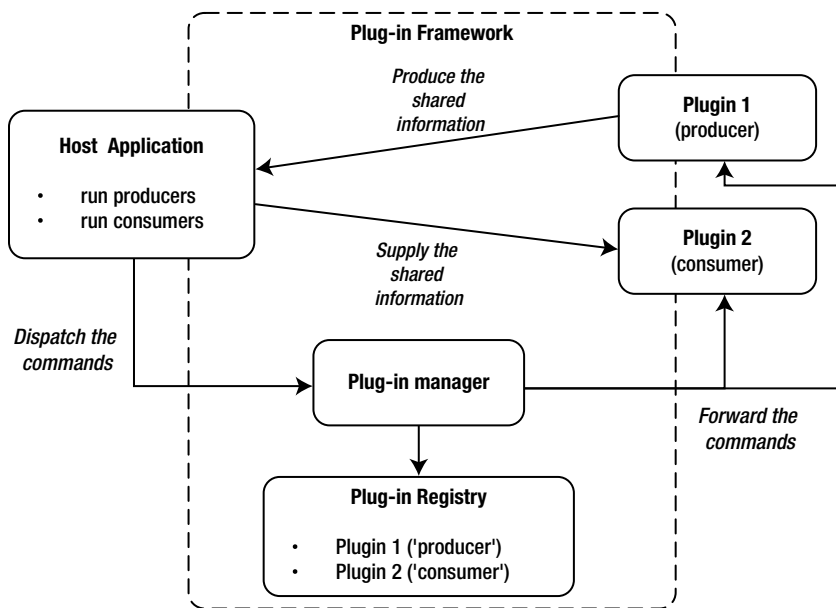 Plug-in Framework
Produce the
shared
information
Plugin 1
(producer)
Host Application
• run producers
• run consumers
Plugin 2
(consumer)
Supply the
shared
information
Dispatch the
commands
Plug-in manager
Forward the
commands
Plug-in Registry
• Plugin 1 ('producer')
• Plugin 2 ('consumer')